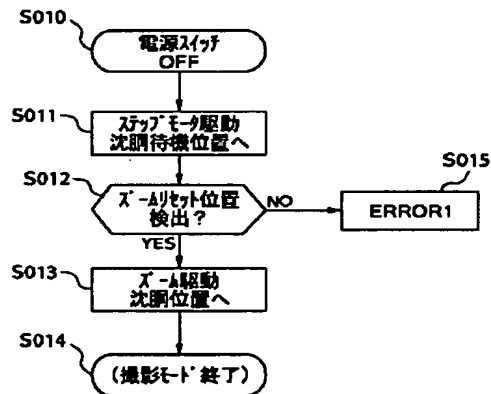 S010
電源スイッチ
OFF
S011
ステップモータ駆動
沈胴待機位置へ
S012
ズームリセット位置
検出？
NO
S015
ERROR1
YES
S013
ズーム駆動
沈胴位置へ
S014
(撮影モード終了)